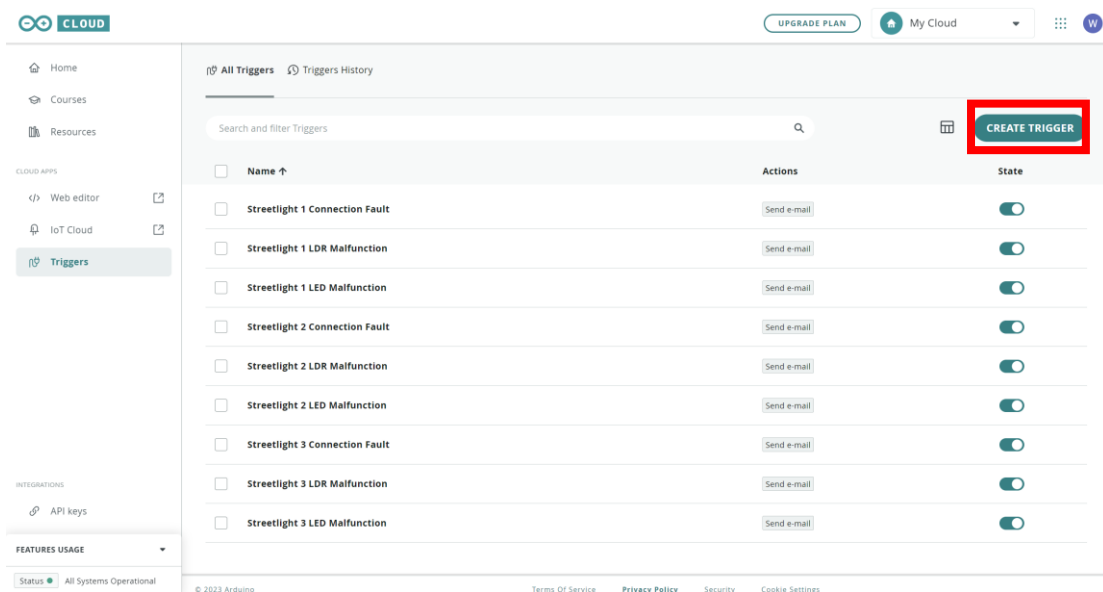 CLOUD
UPGRADE PLAN
My Cloud
W
Home
Courses
Resources
CLOUD APPS
</> Web editor
IoT Cloud
Triggers
INTEGRATIONS
API keys
FEATURES USAGE
Status All Systems Operational
All Triggers Triggers History
Search and filter Triggers
CREATE TRIGGER
Name ↑ Actions State
Streetlight 1 Connection Fault Send e-mail
Streetlight 1 LDR Malfunction Send e-mail
Streetlight 1 LED Malfunction Send e-mail
Streetlight 2 Connection Fault Send e-mail
Streetlight 2 LDR Malfunction Send e-mail
Streetlight 2 LED Malfunction Send e-mail
Streetlight 3 Connection Fault Send e-mail
Streetlight 3 LDR Malfunction Send e-mail
Streetlight 3 LED Malfunction Send e-mail
© 2023 Arduino Terms Of Service Privacy Policy Security Cookie Settings